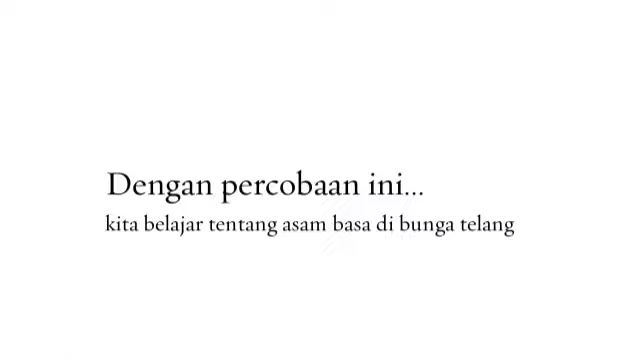 Dengan percobaan ini...
kita belajar tentang asam basa di bunga telang